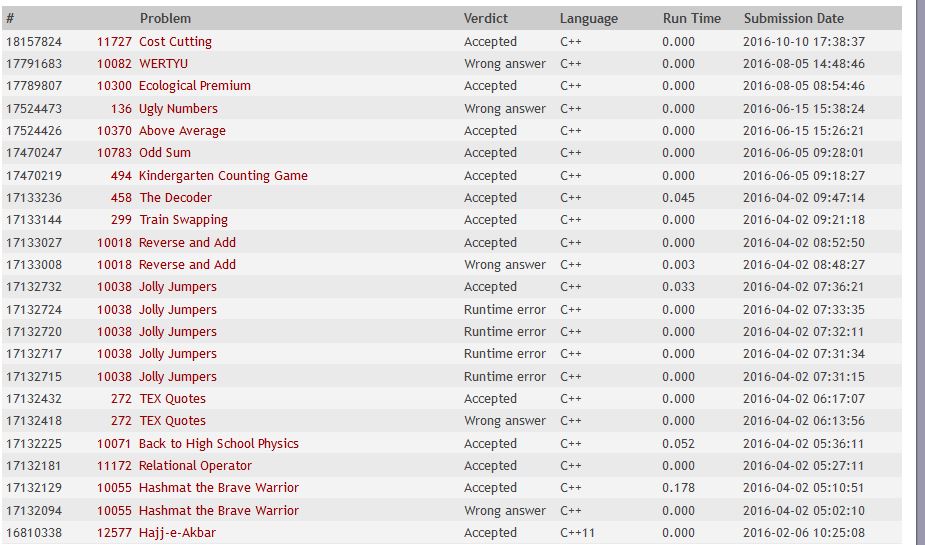 # Problem Verdict Language Run Time Submission Date
18157824 11727 Cost Cutting Accepted C++ 0.000 2016-10-10 17:38:37
17791683 10082 WERTYU Wrong answer C++ 0.000 2016-08-05 14:48:46
17789807 10300 Ecological Premium Accepted C++ 0.000 2016-08-05 08:54:46
17524473 136 Ugly Numbers Wrong answer C++ 0.000 2016-06-15 15:38:24
17524426 10370 Above Average Accepted C++ 0.000 2016-06-15 15:26:21
17470247 10783 Odd Sum Accepted C++ 0.000 2016-06-05 09:28:01
17470219 494 Kindergarten Counting Game Accepted C++ 0.000 2016-06-05 09:18:27
17133236 458 The Decoder Accepted C++ 0.045 2016-04-02 09:47:14
17133144 299 Train Swapping Accepted C++ 0.000 2016-04-02 09:21:18
17133027 10018 Reverse and Add Accepted C++ 0.000 2016-04-02 08:52:50
17133008 10018 Reverse and Add Wrong answer C++ 0.003 2016-04-02 08:48:27
17132732 10038 Jolly Jumpers Accepted C++ 0.033 2016-04-02 07:36:21
17132724 10038 Jolly Jumpers Runtime error C++ 0.000 2016-04-02 07:33:35
17132720 10038 Jolly Jumpers Runtime error C++ 0.000 2016-04-02 07:32:11
17132717 10038 Jolly Jumpers Runtime error C++ 0.000 2016-04-02 07:31:34
17132715 10038 Jolly Jumpers Runtime error C++ 0.000 2016-04-02 07:31:15
17132432 272 TEX Quotes Accepted C++ 0.000 2016-04-02 06:17:07
17132418 272 TEX Quotes Wrong answer C++ 0.000 2016-04-02 06:13:56
17132225 10071 Back to High School Physics Accepted C++ 0.052 2016-04-02 05:36:11
17132181 11172 Relational Operator Accepted C++ 0.000 2016-04-02 05:27:11
17132129 10055 Hashmat the Brave Warrior Accepted C++ 0.178 2016-04-02 05:10:51
17132094 10055 Hashmat the Brave Warrior Wrong answer C++ 0.000 2016-04-02 05:02:10
16810338 12577 Hajj-e-Akbar Accepted C++11 0.000 2016-02-06 10:25:08